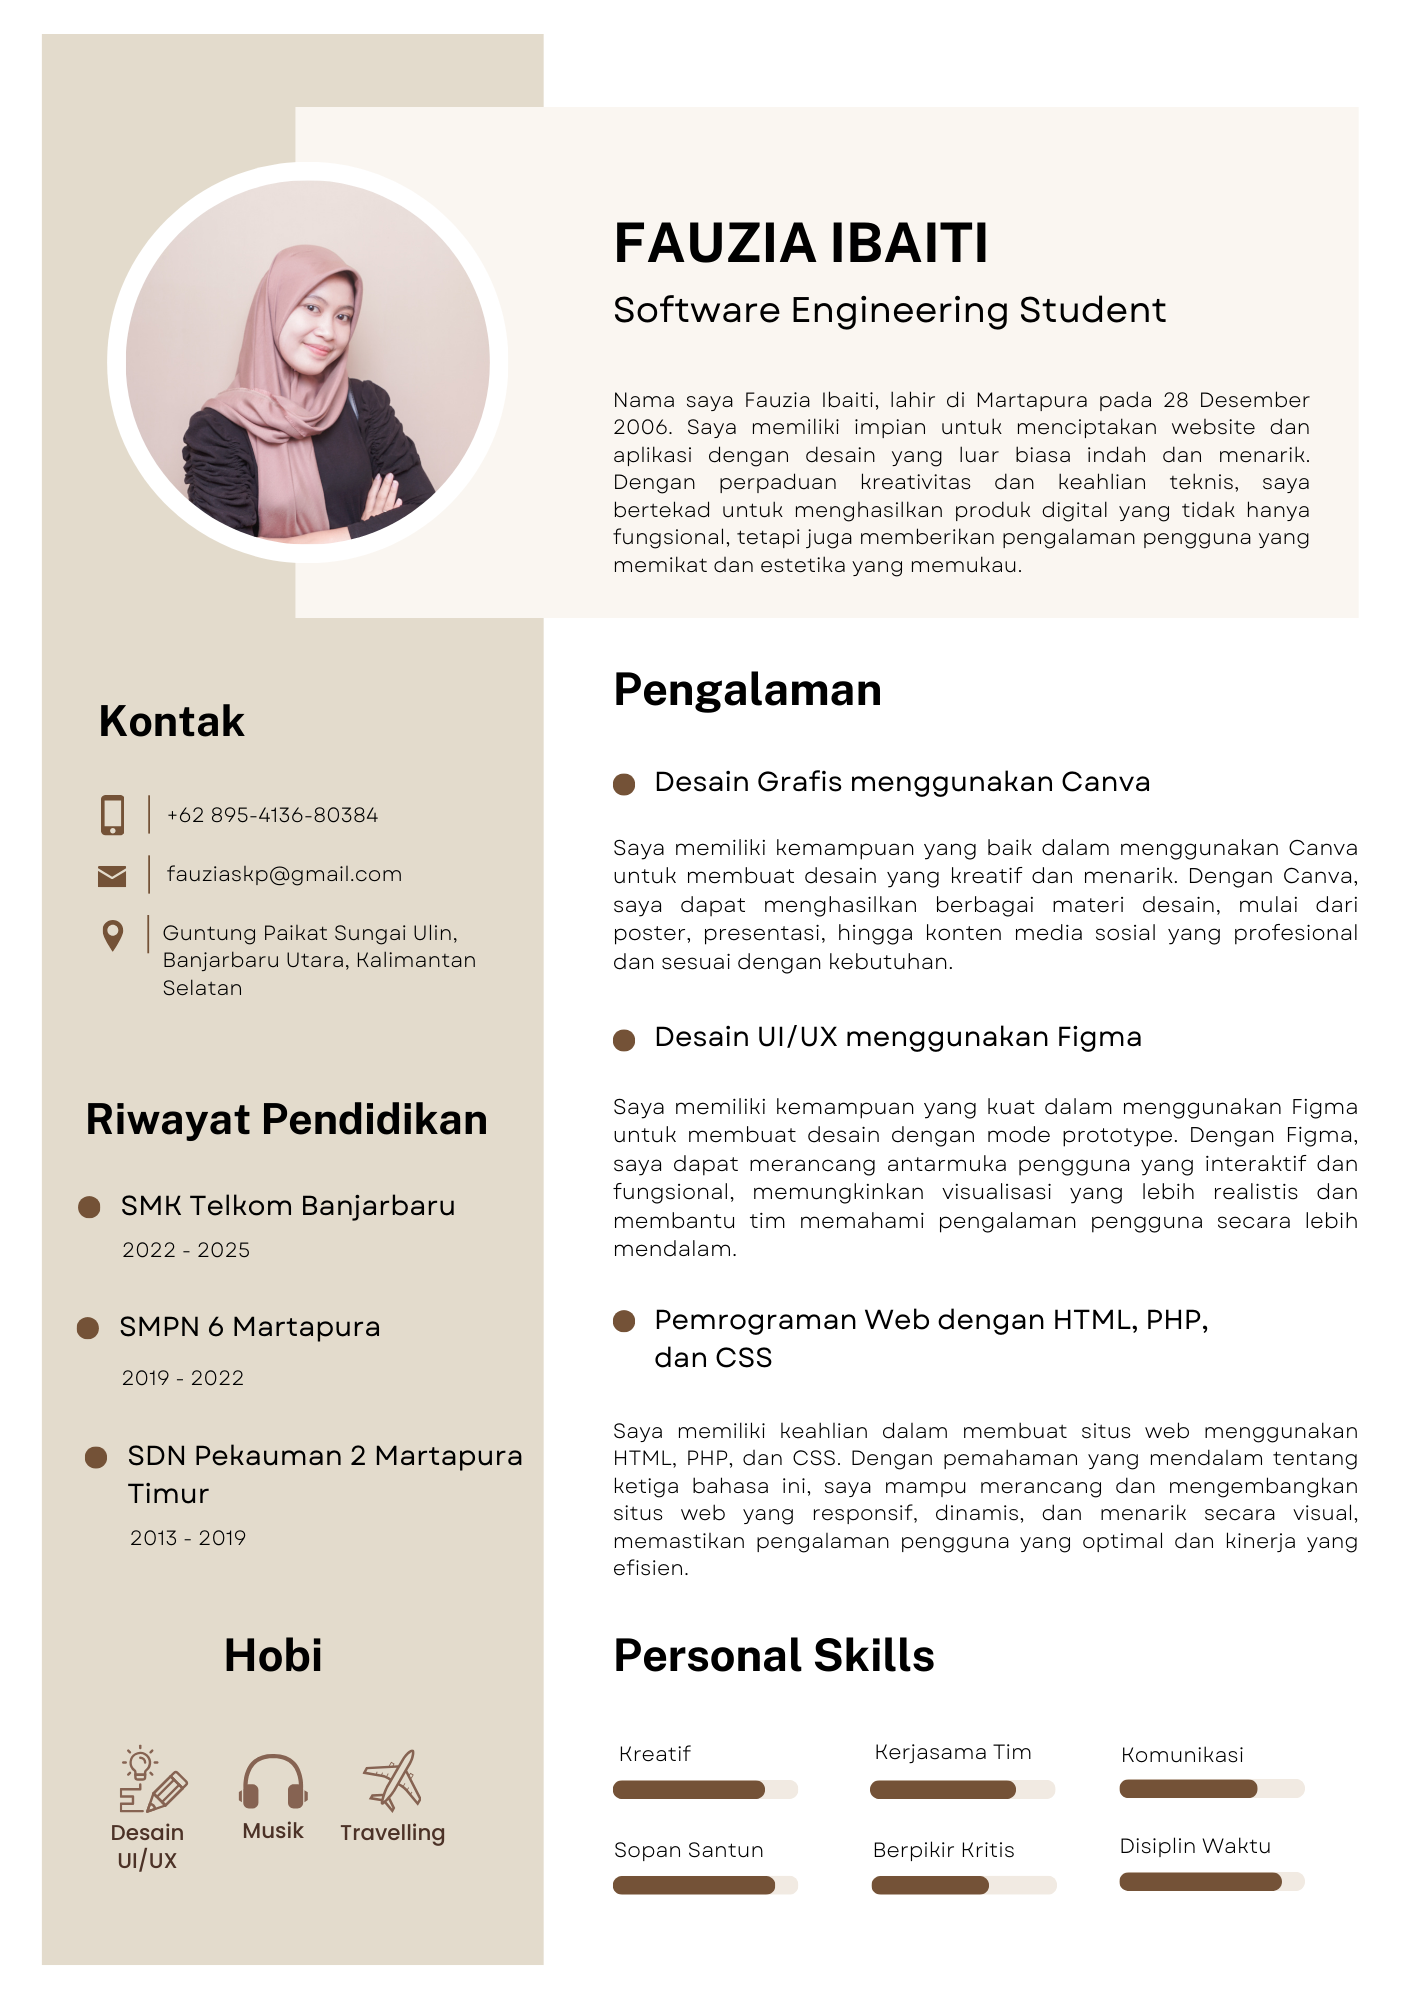 FAUZIA IBAITI
Software Engineering Student
Nama saya Fauzia Ibaiti, lahir di Martapura pada 28 Desember
2006. Saya memiliki impian untuk menciptakan website dan
aplikasi dengan desain yang luar biasa indah dan menarik.
Dengan perpaduan kreativitas dan keahlian teknis, saya
bertekad untuk menghasilkan produk digital yang tidak hanya
fungsional, tetapi juga memberikan pengalaman pengguna yang
memikat dan estetika yang memukau.
Kontak
+62 895-4136-80384
fauziaskp@gmail.com
Guntung Paikat Sungai Ulin,
Banjarbaru Utara, Kalimantan
Selatan
Riwayat Pendidikan
SMK Telkom Banjarbaru
2022 - 2025
SMPN 6 Martapura
2019 - 2022
SDN Pekauman 2 Martapura
Timur
2013 - 2019
Hobi
Desain
UI/UX
Musik
Travelling
Pengalaman
Desain Grafis menggunakan Canva
Saya memiliki kemampuan yang baik dalam menggunakan Canva
untuk membuat desain yang kreatif dan menarik. Dengan Canva,
saya dapat menghasilkan berbagai materi desain, mulai dari
poster, presentasi, hingga konten media sosial yang profesional
dan sesuai dengan kebutuhan.
Desain UI/UX menggunakan Figma
Saya memiliki kemampuan yang kuat dalam menggunakan Figma
untuk membuat desain dengan mode prototype. Dengan Figma,
saya dapat merancang antarmuka pengguna yang interaktif dan
fungsional, memungkinkan visualisasi yang lebih realistis dan
membantu tim memahami pengalaman pengguna secara lebih
mendalam.
Pemrograman Web dengan HTML, PHP,
dan CSS
Saya memiliki keahlian dalam membuat situs web menggunakan
HTML, PHP, dan CSS. Dengan pemahaman yang mendalam tentang
ketiga bahasa ini, saya mampu merancang dan mengembangkan
situs web yang responsif, dinamis, dan menarik secara visual,
memastikan pengalaman pengguna yang optimal dan kinerja yang
efisien.
Personal Skills
Kreatif
Kerjasama Tim
Komunikasi
Sopan Santun
Berpikir Kritis
Disiplin Waktu